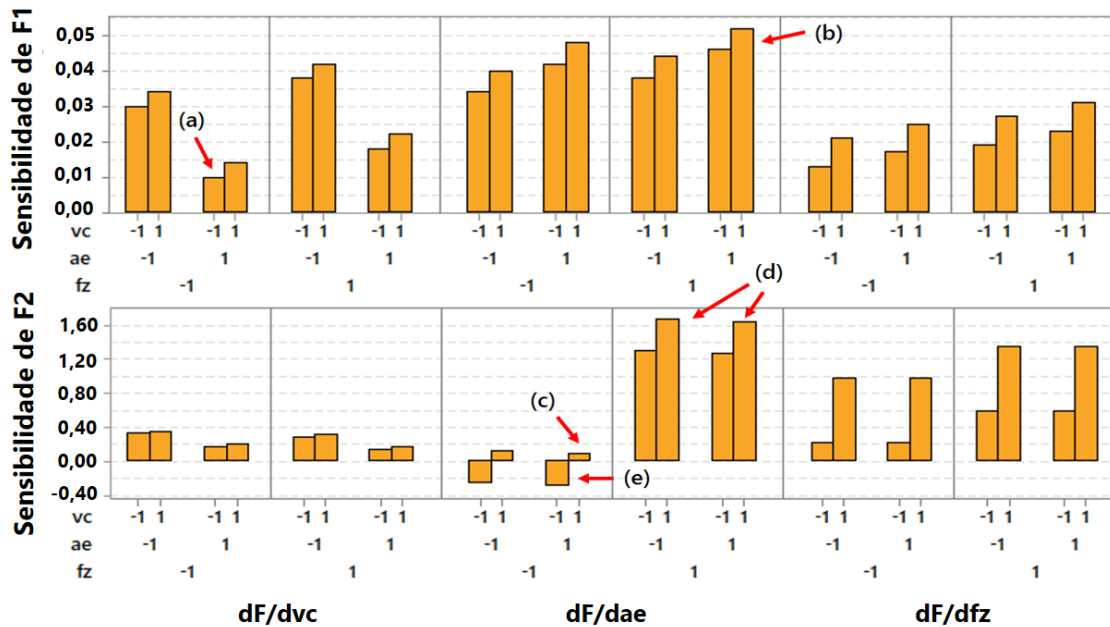 Sensibilidade de F1
0,05
0,04
0,03
0,02
0,01
0,00
(a)
(b)
vc -1 1 -1 1 -1 1 -1 1 -1 1 -1 1 -1 1 -1 1 -1 1 -1 1 -1 1 -1 1
ae -1 1 -1 1 -1 1 -1 1 -1 1 -1 1
fz -1 1 -1 1 -1 1
Sensibilidade de F2
1,60
1,20
0,80
0,40
0,00
-0,40
(d)
(c)
(e)
vc -1 1 -1 1 -1 1 -1 1 -1 1 -1 1 -1 1 -1 1 -1 1 -1 1 -1 1 -1 1
ae -1 1 -1 1 -1 1 -1 1 -1 1 -1 1
fz -1 1 -1 1 -1 1
dF/dvc dF/dae dF/dfz